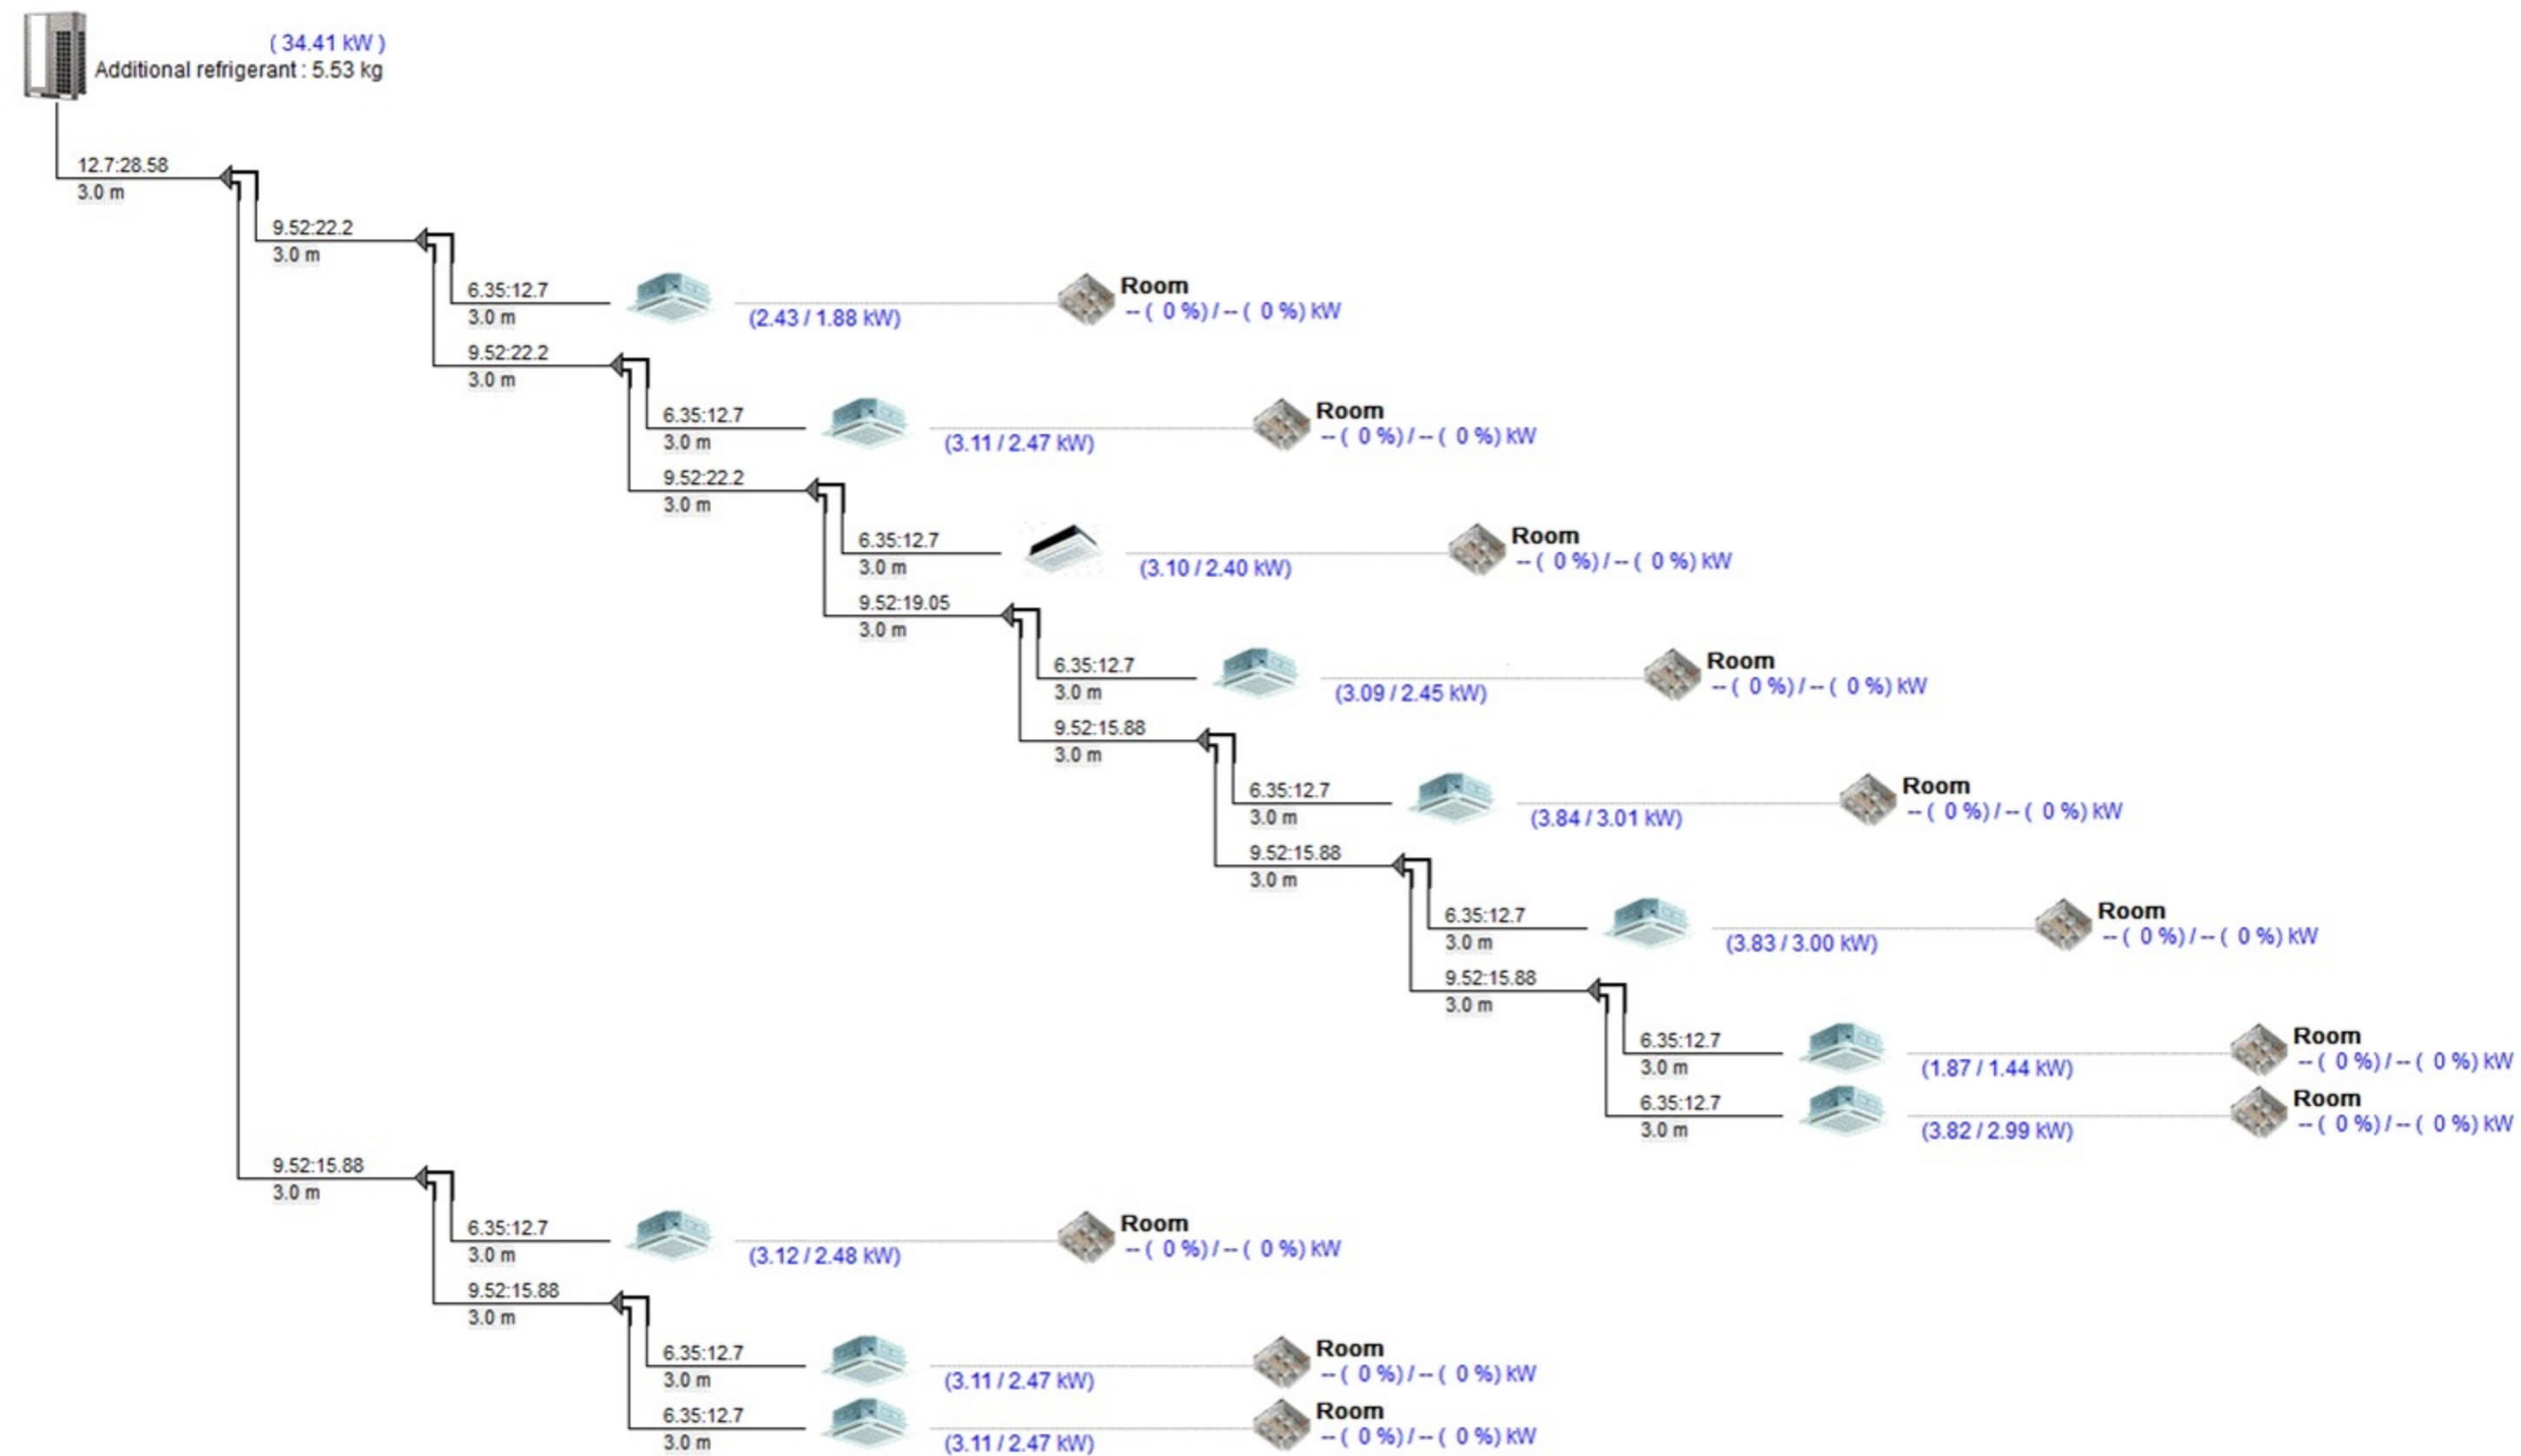 ( 34.41 kW )
Additional refrigerant : 5.53 kg
12.7:28.58
3.0 m
9.52:22.2
3.0 m
6.35:12.7
3.0 m
(2.43 / 1.88 kW)
Room
-- ( 0 %) / -- ( 0 %) kW
9.52:22.2
3.0 m
6.35:12.7
3.0 m
(3.11 / 2.47 kW)
Room
-- ( 0 %) / -- ( 0 %) kW
9.52:22.2
3.0 m
6.35:12.7
3.0 m
(3.10 / 2.40 kW)
Room
-- ( 0 %) / -- ( 0 %) kW
9.52:19.05
3.0 m
6.35:12.7
3.0 m
(3.09 / 2.45 kW)
Room
-- ( 0 %) / -- ( 0 %) kW
9.52:15.88
3.0 m
6.35:12.7
3.0 m
(3.84 / 3.01 kW)
Room
-- ( 0 %) / -- ( 0 %) kW
9.52:15.88
3.0 m
6.35:12.7
3.0 m
(3.83 / 3.00 kW)
Room
-- ( 0 %) / -- ( 0 %) kW
9.52:15.88
3.0 m
6.35:12.7
3.0 m
(1.87 / 1.44 kW)
Room
-- ( 0 %) / -- ( 0 %) kW
6.35:12.7
3.0 m
(3.82 / 2.99 kW)
Room
-- ( 0 %) / -- ( 0 %) kW
9.52:15.88
3.0 m
6.35:12.7
3.0 m
(3.12 / 2.48 kW)
Room
-- ( 0 %) / -- ( 0 %) kW
9.52:15.88
3.0 m
6.35:12.7
3.0 m
(3.11 / 2.47 kW)
Room
-- ( 0 %) / -- ( 0 %) kW
6.35:12.7
3.0 m
(3.11 / 2.47 kW)
Room
-- ( 0 %) / -- ( 0 %) kW